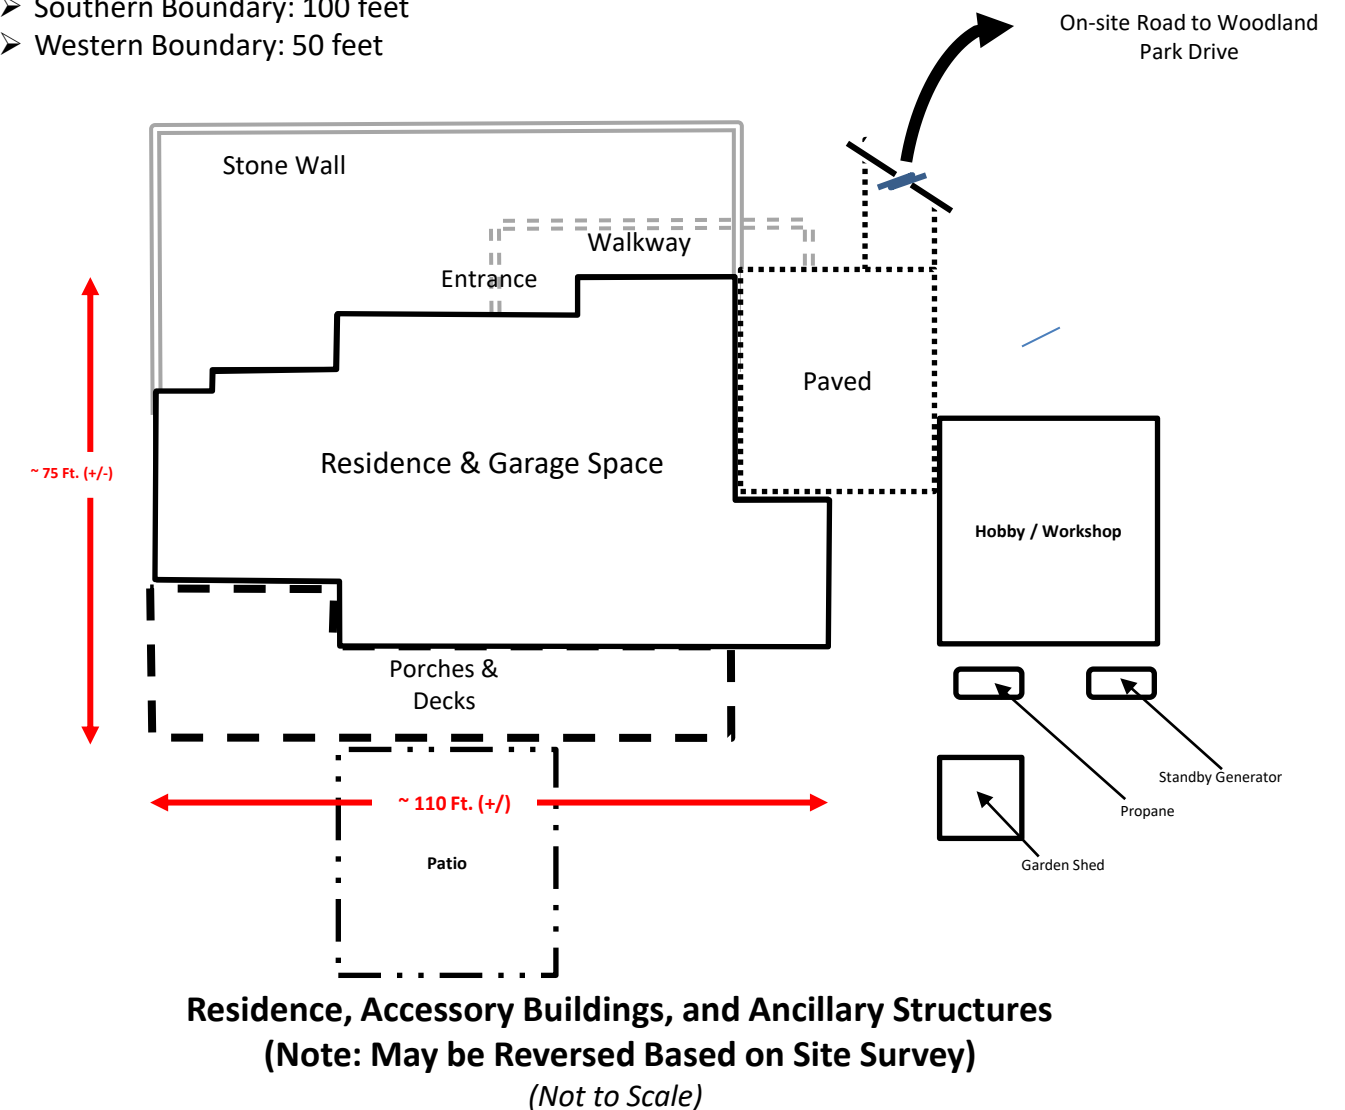 ➢ Southern Boundary: 100 feet
➢ Western Boundary: 50 feet
On-site Road to Woodland
Park Drive
Stone Wall
Walkway
Entrance
Paved
Residence & Garage Space
~ 75 Ft. (+/-)
Hobby / Workshop
Porches &
Decks
Standby Generator
~ 110 Ft. (+/)
Propane
Patio
Garden Shed
Residence, Accessory Buildings, and Ancillary Structures
(Note: May be Reversed Based on Site Survey)
(Not to Scale)